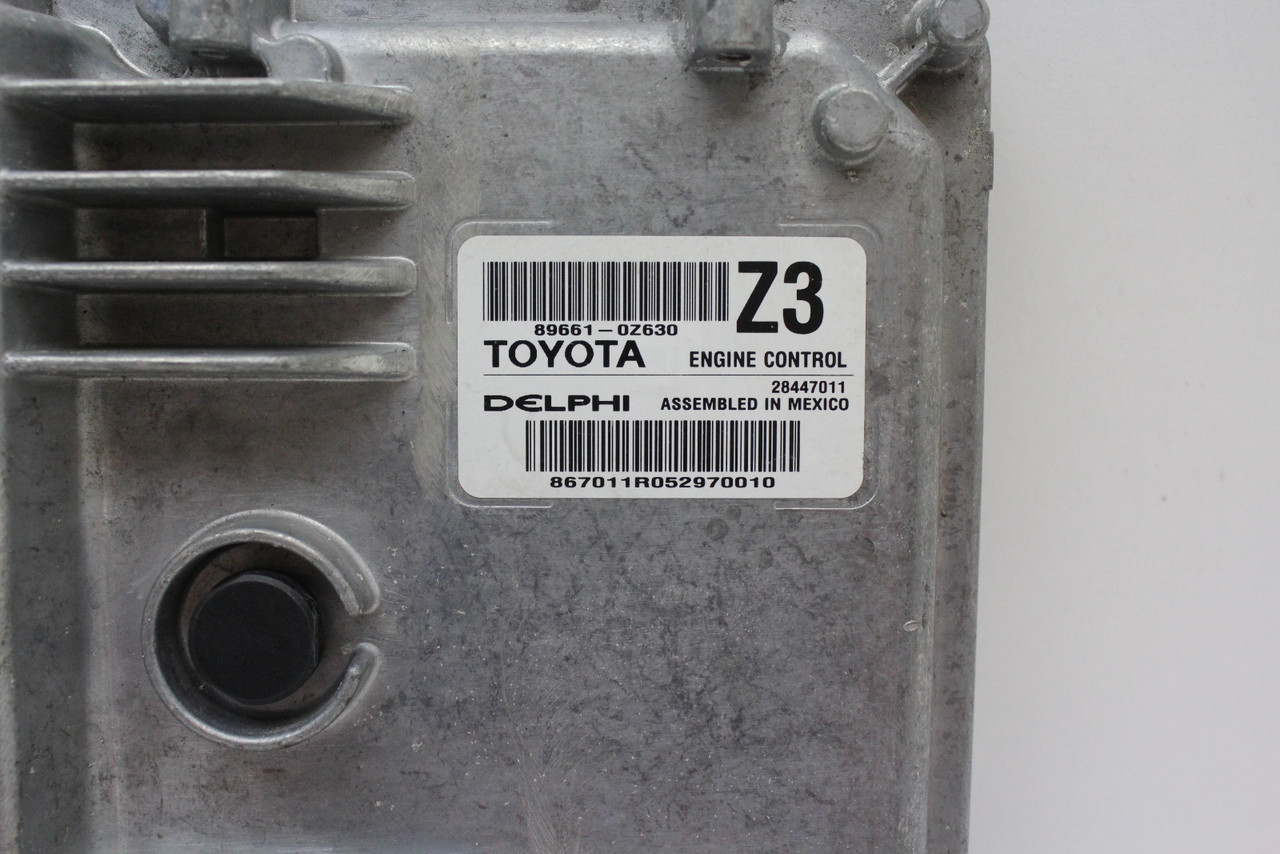 Z3
89661-0Z630
TOYOTA ENGINE CONTROL
28447011
DELPHI ASSEMBLED IN MEXICO
867011R052970010